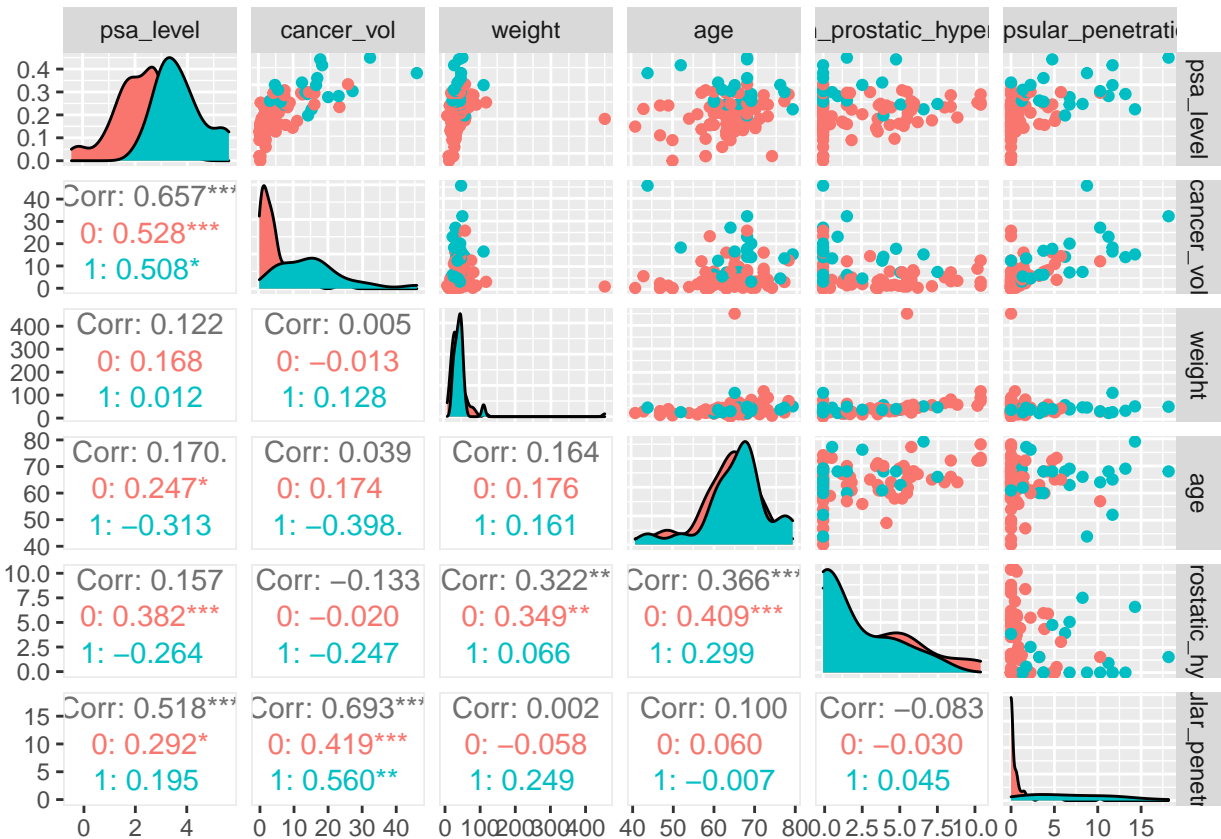 psa_level cancer_vol weight age n_prostatic_hyper psular_penetratio
0.4
0.3
0.2
0.1
0.0
psa_level
40
30
20
10
0
Corr: 0.657***
0: 0.528***
1: 0.508*
cancer_vol
400
300
200
100
0
Corr: 0.122
0: 0.168
1: 0.012
Corr: 0.005
0: −0.013
1: 0.128
weight
80
70
60
50
40
Corr: 0.170.
0: 0.247*
1: −0.313
Corr: 0.039
0: 0.174
1: −0.398.
Corr: 0.164
0: 0.176
1: 0.161
age
10.0
7.5
5.0
2.5
0.0
Corr: 0.157
0: 0.382***
1: −0.264
Corr: −0.133
0: −0.020
1: −0.247
Corr: 0.322**
0: 0.349**
1: 0.066
Corr: 0.366***
0: 0.409***
1: 0.299
rostatic_hy
15
10
5
0
Corr: 0.518***
0: 0.292*
1: 0.195
Corr: 0.693***
0: 0.419***
1: 0.560**
Corr: 0.002
0: −0.058
1: 0.249
Corr: 0.100
0: 0.060
1: −0.007
Corr: −0.083
0: −0.030
1: 0.045
ular_penetr
0 2 4 0 10 20 30 40 0 100 200 300 400 40 50 60 70 80 0.0 2.5 5.0 7.5 10.0 0 5 10 15